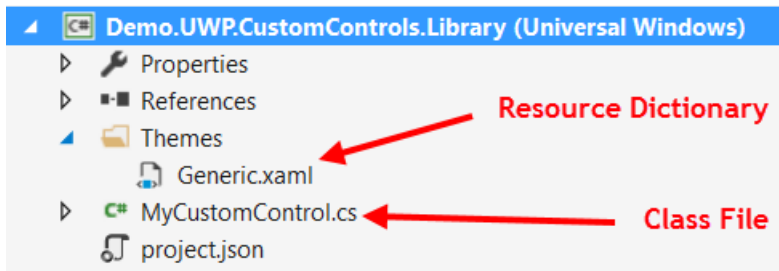 C# Demo.UWP.CustomControls.Library (Universal Windows)
Properties
References
Resource Dictionary
Themes
Generic.xaml
C# MyCustomControl.cs
Class File
project.json